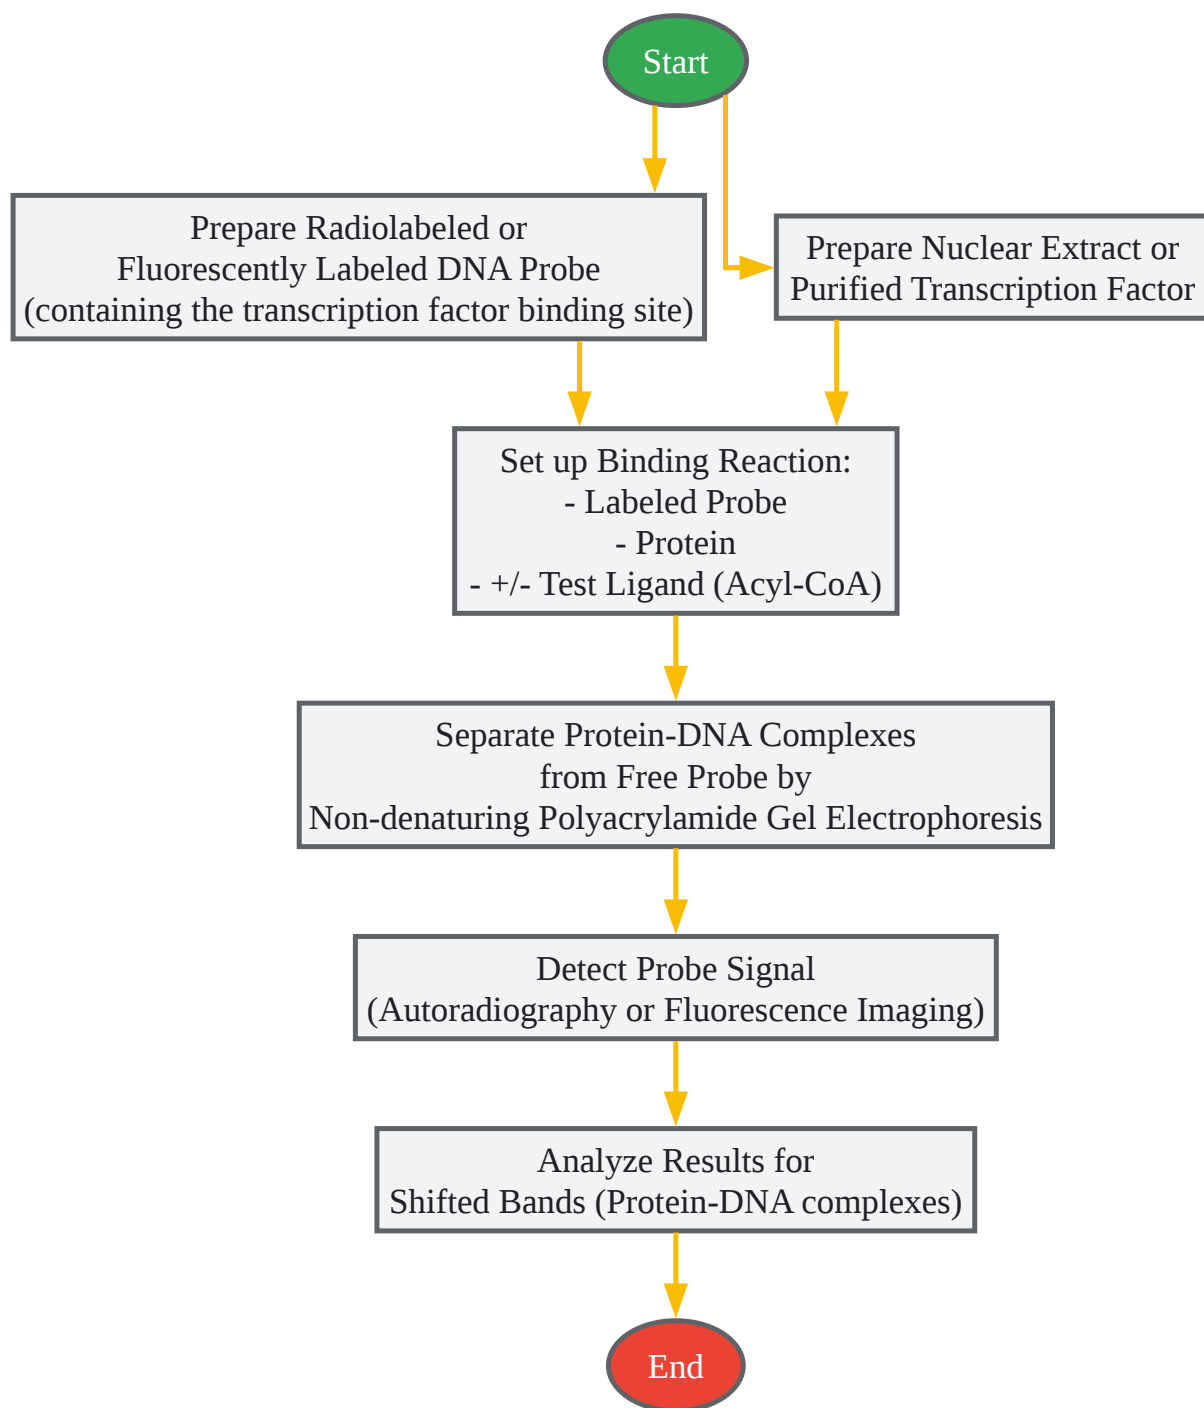 Start
Prepare Radiolabeled or
Fluorescently Labeled DNA Probe
(containing the transcription factor binding site)
Prepare Nuclear Extract or
Purified Transcription Factor
Set up Binding Reaction:
- Labeled Probe
- Protein
- +/- Test Ligand (Acyl-CoA)
Separate Protein-DNA Complexes
from Free Probe by
Non-denaturing Polyacrylamide Gel Electrophoresis
Detect Probe Signal
(Autoradiography or Fluorescence Imaging)
Analyze Results for
Shifted Bands (Protein-DNA complexes)
End